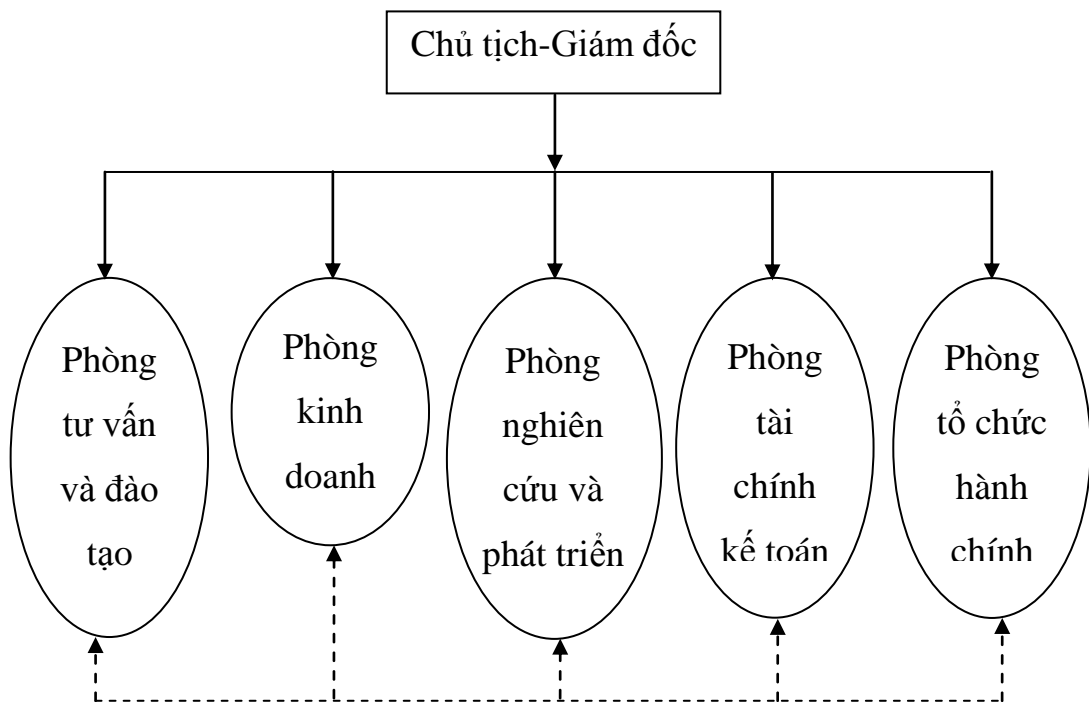 Chủ tịch-Giám đốc
Phòng
tư vấn
và đào
tạo
Phòng
kinh
doanh
Phòng
nghiên
cứu và
phát triển
Phòng
tài
chính
kế toán
Phòng
tổ chức
hành
chính